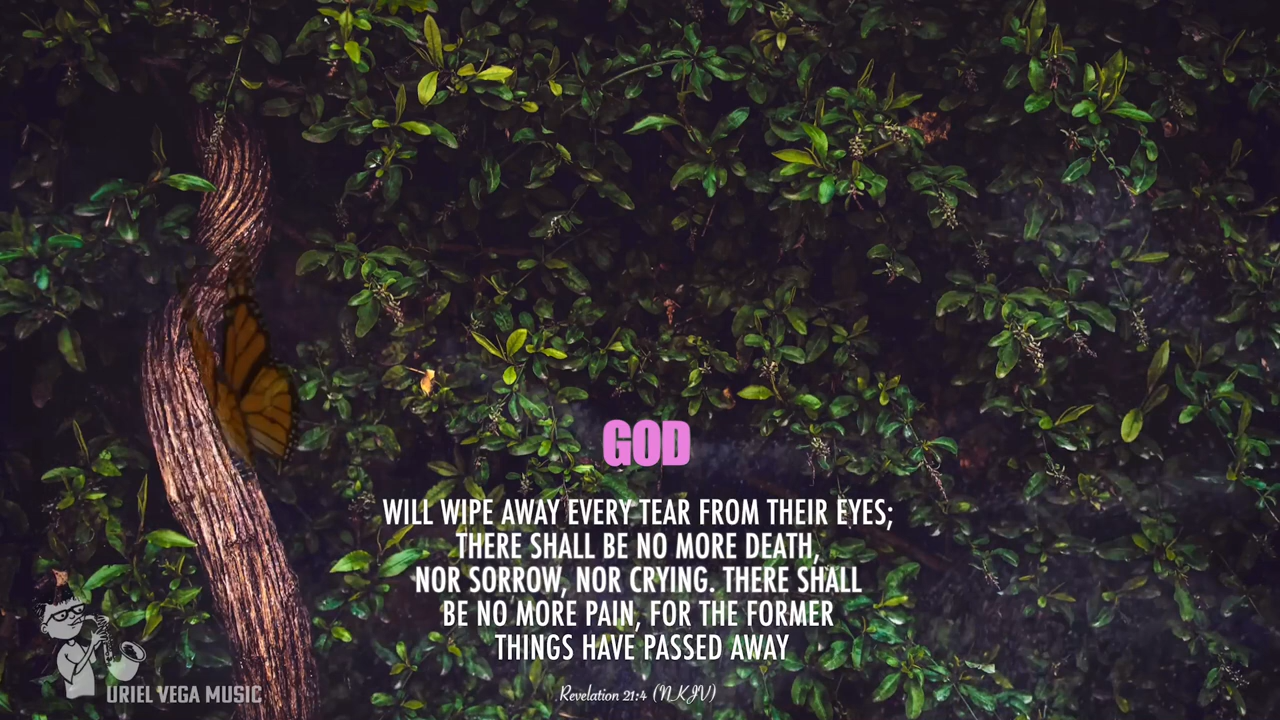 GOD
WILL WIPE AWAY EVERY TEAR FROM THEIR EYES;
THERE SHALL BE NO MORE DEATH,
NOR SORROW, NOR CRYING. THERE SHALL
BE NO MORE PAIN, FOR THE FORMER
THINGS HAVE PASSED AWAY
Revelation 21:4 (NKJV)
URIEL VEGA MUSIC